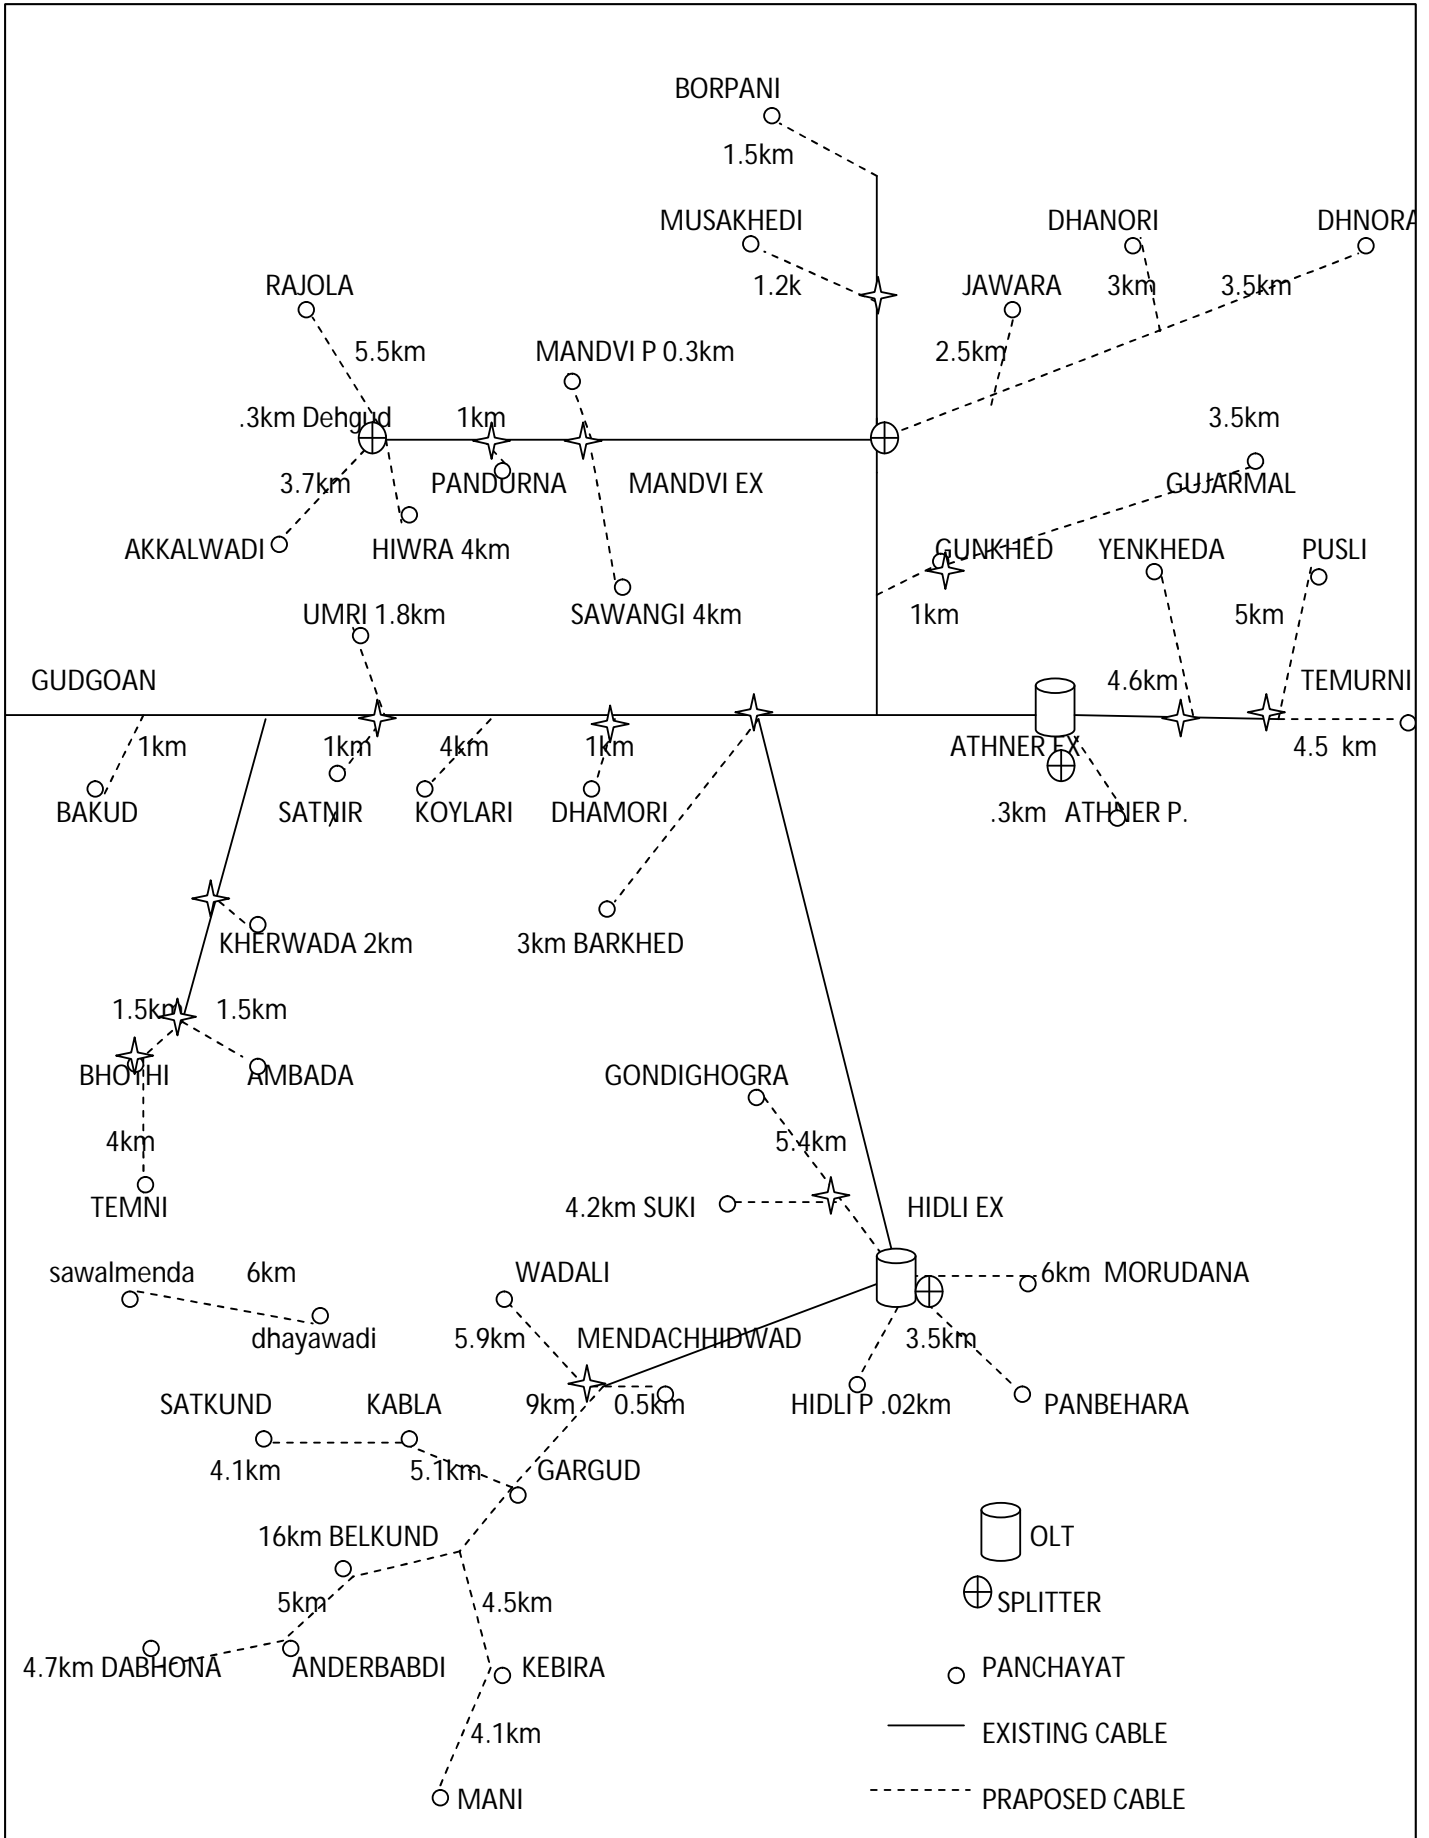 BORPANI
1.5km
MUSAKHEDI
DHANORI
DHNORA
1.2k
RAJOLA
JAWARA
3km
3.5km
5.5km
MANDVI P 0.3km
2.5km
.3km Dehgud
1km
3.5km
3.7km
PANDURNA
MANDVI EX
GUJARMAL
AKKALWADI
HIWRA 4km
GUNKHED
YENKHEDA
PUSLI
UMRI 1.8km
SAWANGI 4km
1km
5km
GUDGOAN
4.6km
TEMURNI
1km
1km
4km
1km
ATHNER EX
4.5 km
BAKUD
SATNIR
KOYLARI
DHAMORI
.3km ATHNER P.
KHERWADA 2km
3km BARKHED
1.5km
1.5km
BHOTHI
AMBADA
GONDIGHOGRA
4km
5.4km
TEMNI
4.2km SUKI
HIDLI EX
sawalmenda
6km
WADALI
6km MORUDANA
dhayawadi
5.9km
MENDACHHIDWAD
3.5km
SATKUND
KABLA
9km
0.5km
HIDLI P .02km
PANBEHARA
4.1km
5.1km
GARGUD
16km BELKUND
OLT
5km
4.5km
SPLITTER
4.7km DABHONA
ANDERBABDI
KEBIRA
PANCHAYAT
4.1km
EXISTING CABLE
MANI
PRAPOSED CABLE